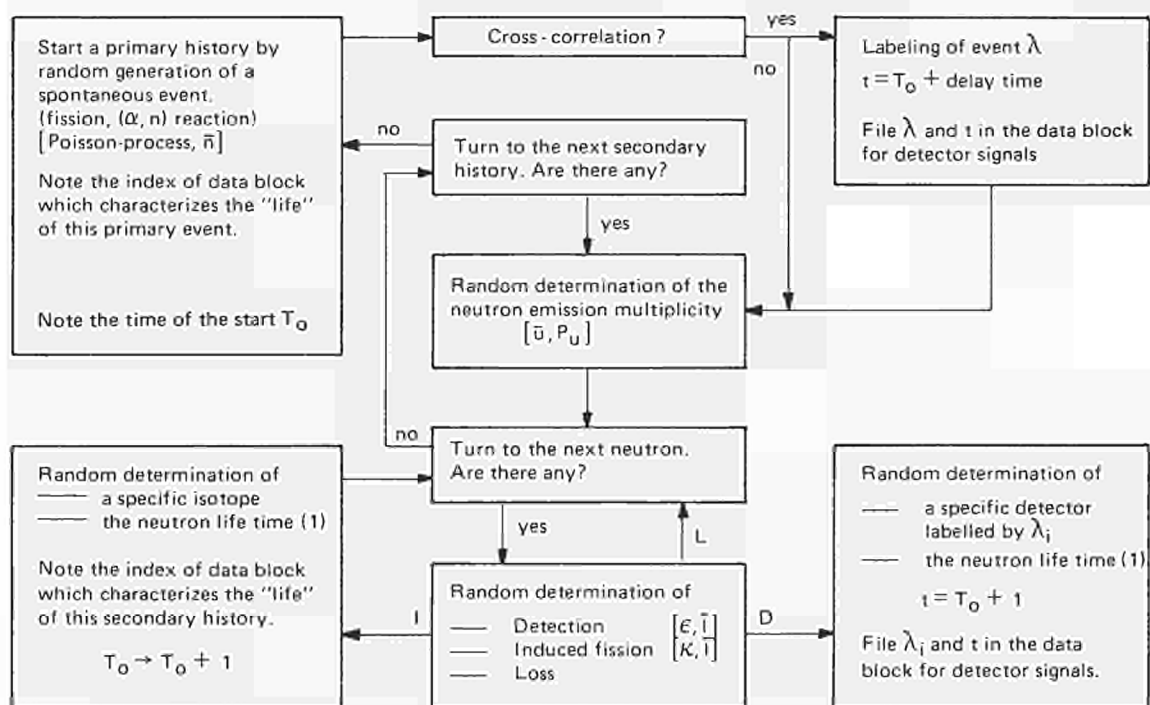 Start a primary history by
random generation of a
spontaneous event.
(fission, (α, n) reaction)
[Poisson-process, n̄]
Note the index of data block
which characterizes the "life"
of this primary event.
Note the time of the start T₀
Cross-correlation?
yes
no
Labeling of event λ
t = T₀ + delay time
File λ and t in the data block
for detector signals
no
Turn to the next secondary
history. Are there any?
yes
Random determination of the
neutron emission multiplicity
[ū, Pᵤ]
no
Turn to the next neutron.
Are there any?
yes
L
Random determination of
— a specific isotope
— the neutron life time (1)
Note the index of data block
which characterizes the "life"
of this secondary history.
T₀ → T₀ + 1
I
Random determination of
— Detection [ϵ, l̄]
— Induced fission [K, l̄]
— Loss
D
Random determination of
— a specific detector
labelled by λᵢ
— the neutron life time (1)
t = T₀ + 1
File λᵢ and t in the data
block for detector signals.